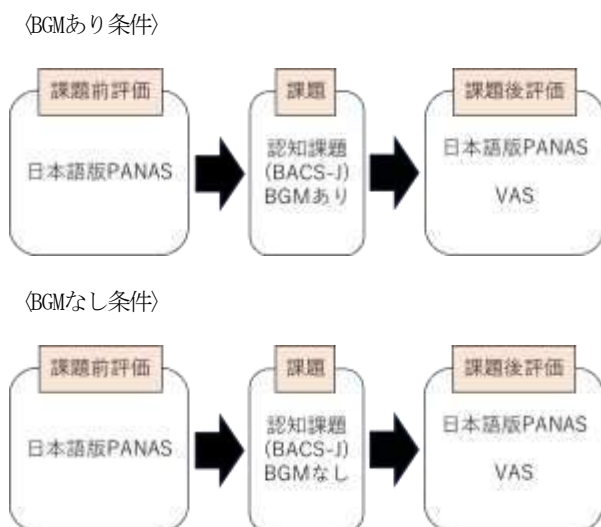 〈BGMあり条件〉
課題前評価
日本語版PANAS
課題
認知課題
(BACS-J)
BGMあり
課題後評価
日本語版PANAS
VAS
〈BGMなし条件〉
課題前評価
日本語版PANAS
課題
認知課題
(BACS-J)
BGMなし
課題後評価
日本語版PANAS
VAS